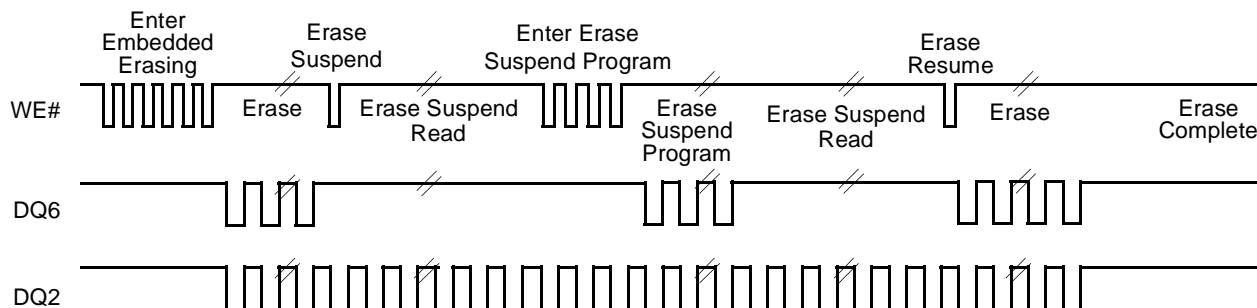 Enter
Embedded
Erasing
Erase
Suspend
Enter Erase
Suspend Program
Erase
Resume
WE#
Erase
Erase Suspend
Read
Erase
Suspend
Program
Erase Suspend
Read
Erase
Erase
Complete
DQ6
DQ2